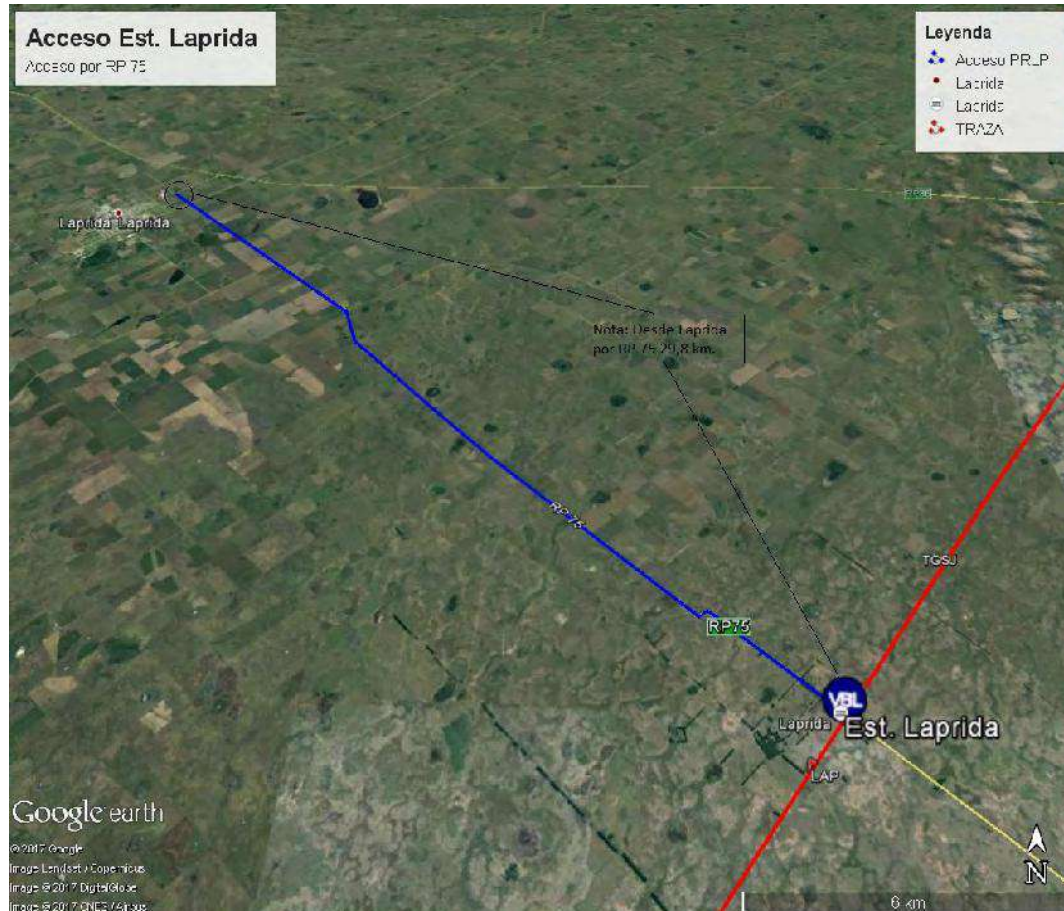 Acceso Est. Laprida
Acceso por RP 75
Leyenda
Acceso PRLP
Laprida
Laprida
TRAZA
Laprida Laprida
Nota: Desde Laprida
por RP 75 29,8 km.
RP 75
TGSJ
RP75
VBL
Laprida
Est. Laprida
LAP
Google earth
© 2017 Google
Image Landsat / Copernicus
Image © 2017 DigitalGlobe
Image © 2017 CNES / Airbus
N
6 km